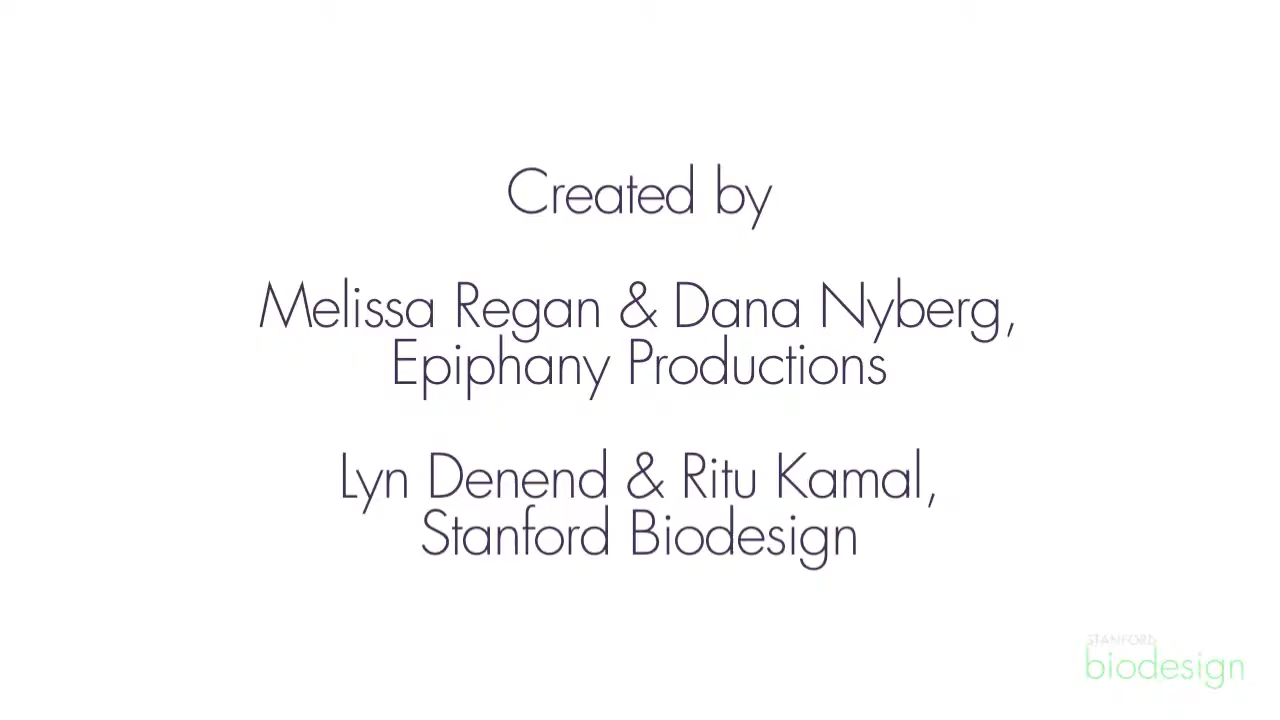 Created by
Melissa Regan & Dana Nyberg,
Epiphany Productions
Lyn Denend & Ritu Kamal,
Stanford Biodesign
STANFORD
biodesign